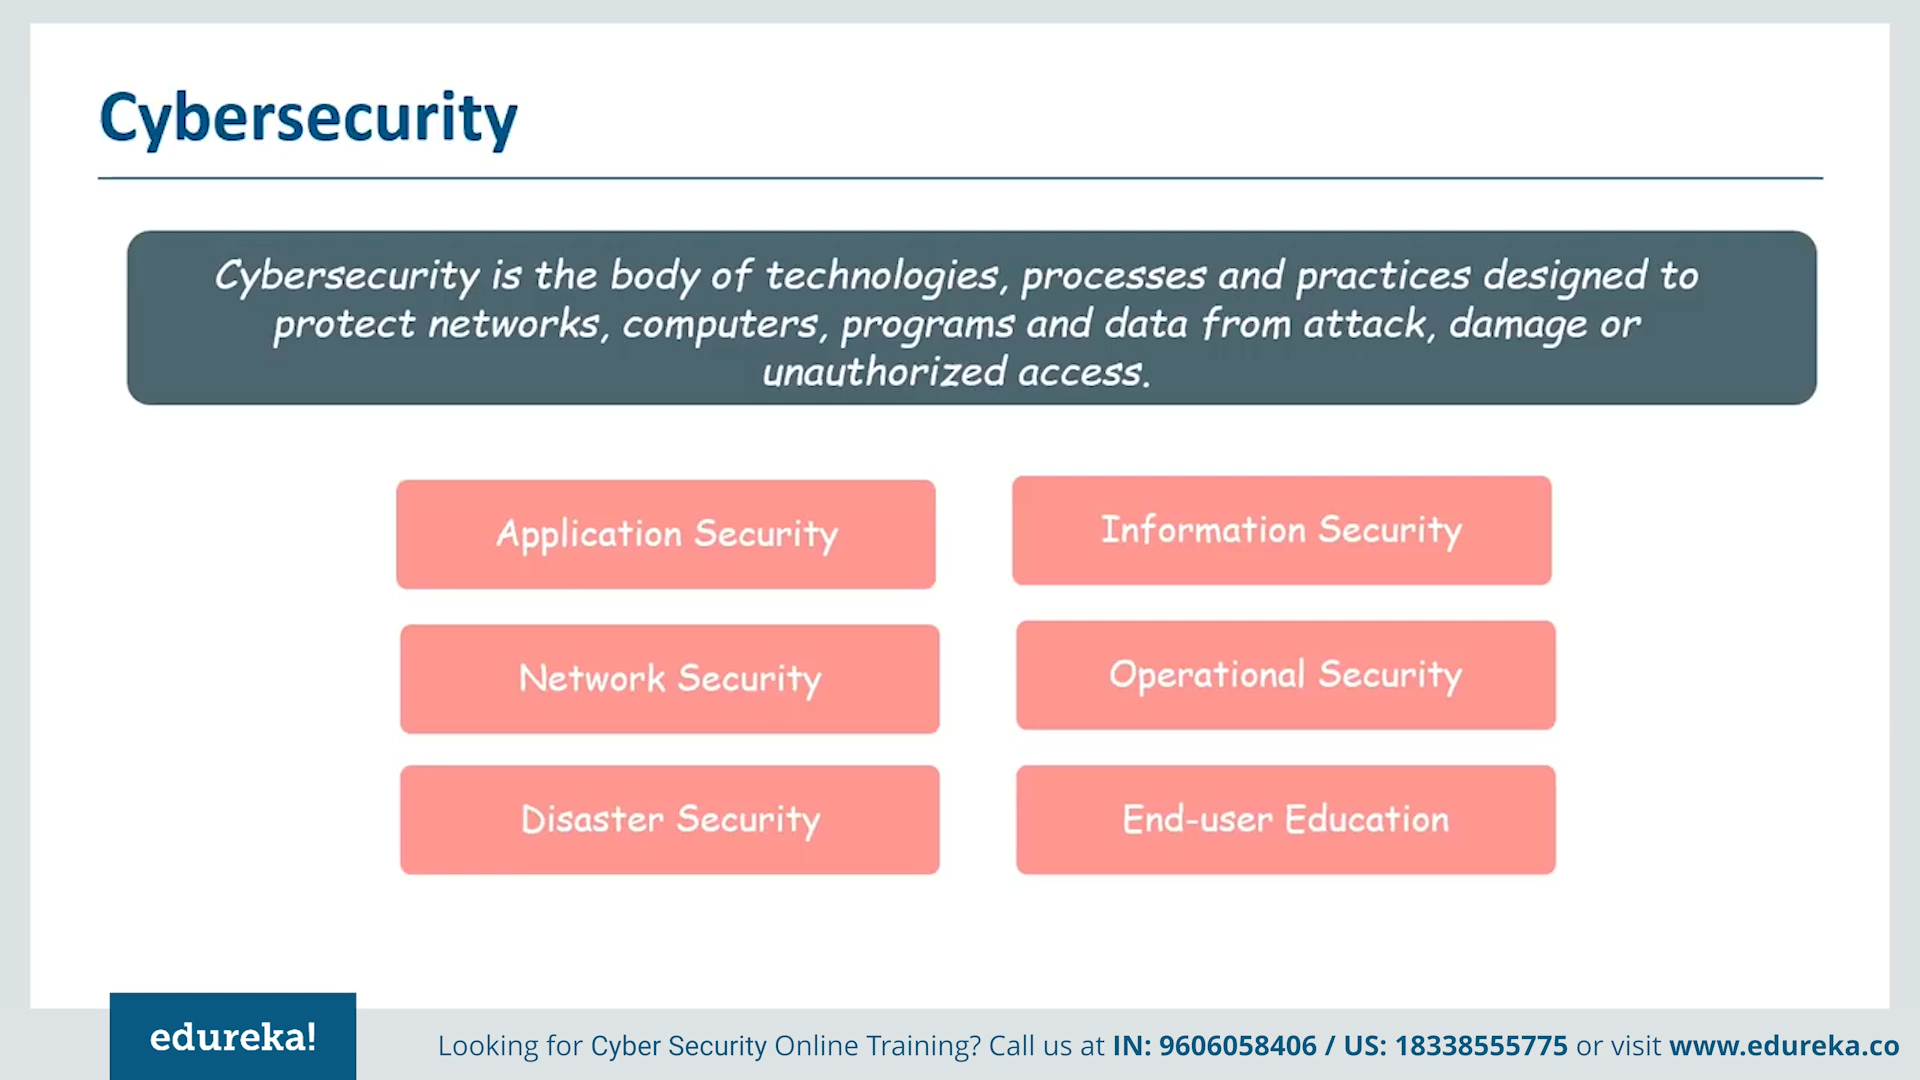 Cybersecurity
Cybersecurity is the body of technologies, processes and practices designed to
protect networks, computers, programs and data from attack, damage or
unauthorized access.
Application Security
Information Security
Network Security
Operational Security
Disaster Security
End-user Education
edureka!
Looking for Cyber Security Online Training? Call us at IN: 9606058406 / US: 18338555775 or visit www.edureka.co